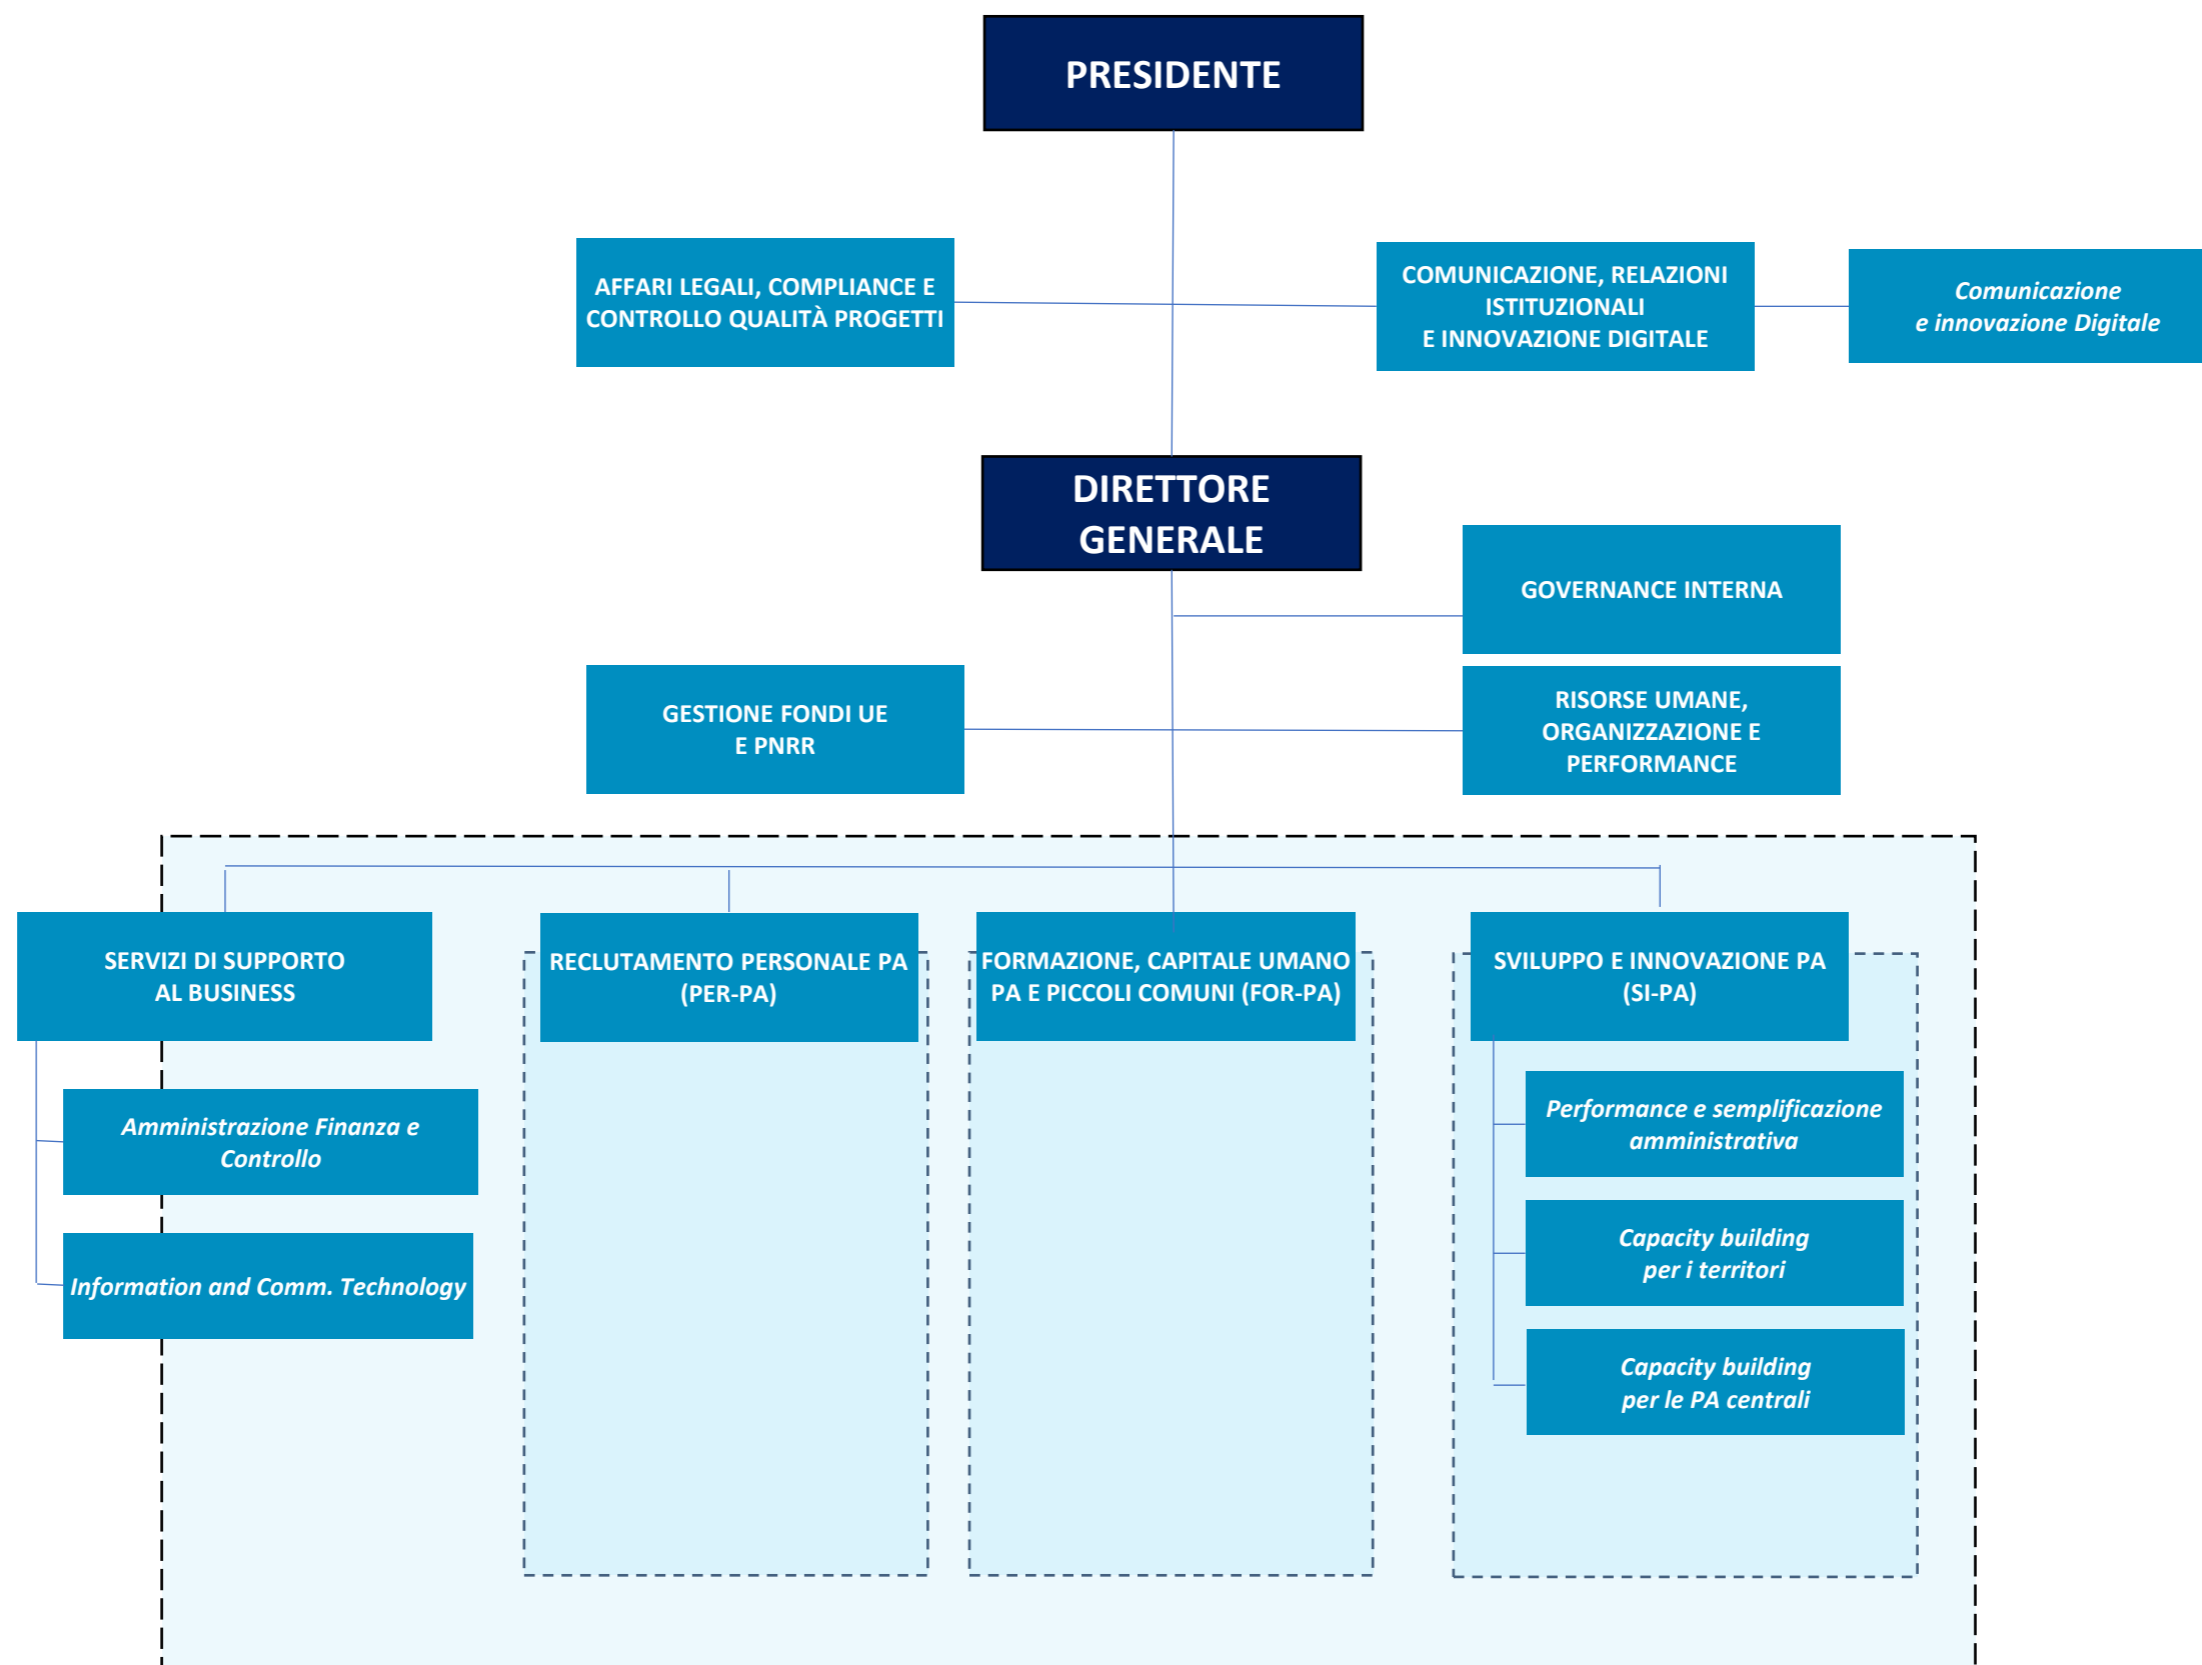 PRESIDENTE
AFFARI LEGALI, COMPLIANCE E
CONTROLLO QUALITÀ PROGETTI
COMUNICAZIONE, RELAZIONI
ISTITUZIONALI
E INNOVAZIONE DIGITALE
Comunicazione
e innovazione Digitale
DIRETTORE
GENERALE
GOVERNANCE INTERNA
GESTIONE FONDI UE
E PNRR
RISORSE UMANE,
ORGANIZZAZIONE E
PERFORMANCE
SERVIZI DI SUPPORTO
AL BUSINESS
Amministrazione Finanza e
Controllo
Information and Comm. Technology
RECLUTAMENTO PERSONALE PA
(PER-PA)
FORMAZIONE, CAPITALE UMANO
PA E PICCOLI COMUNI (FOR-PA)
SVILUPPO E INNOVAZIONE PA
(SI-PA)
Performance e semplificazione
amministrativa
Capacity building
per i territori
Capacity building
per le PA centrali